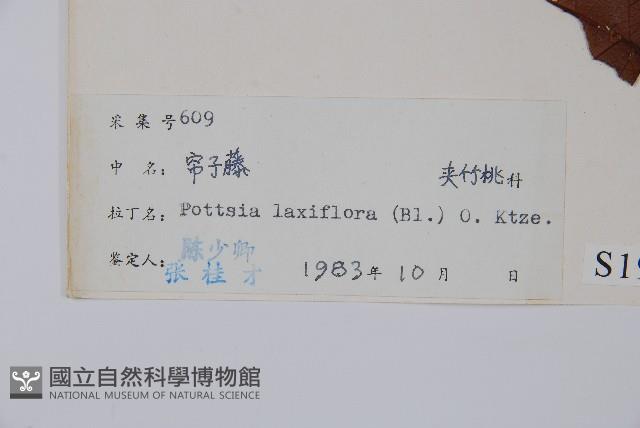 采集号609
中名：帘子藤 夹竹桃科
拉丁名：Pottsia laxiflora (Bl.) O. Ktze.
鉴定人：陈少卿
张桂才 1983年10月 日
S19
國立自然科學博物館
NATIONAL MUSEUM OF NATURAL SCIENCE